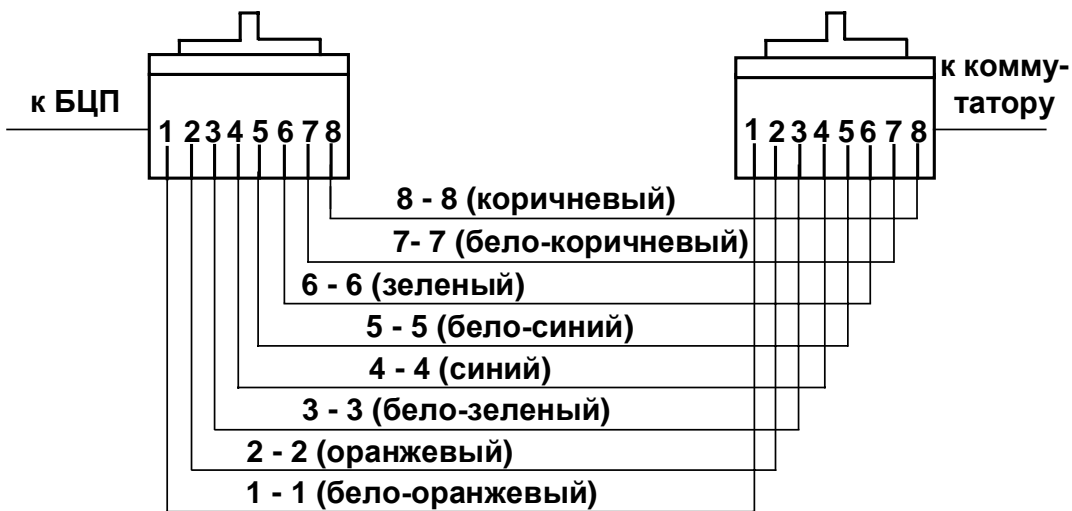 к БЦП
1 2 3 4 5 6 7 8
к комму-
татору
1 2 3 4 5 6 7 8
8 - 8 (коричневый)
7- 7 (бело-коричневый)
6 - 6 (зеленый)
5 - 5 (бело-синий)
4 - 4 (синий)
3 - 3 (бело-зеленый)
2 - 2 (оранжевый)
1 - 1 (бело-оранжевый)